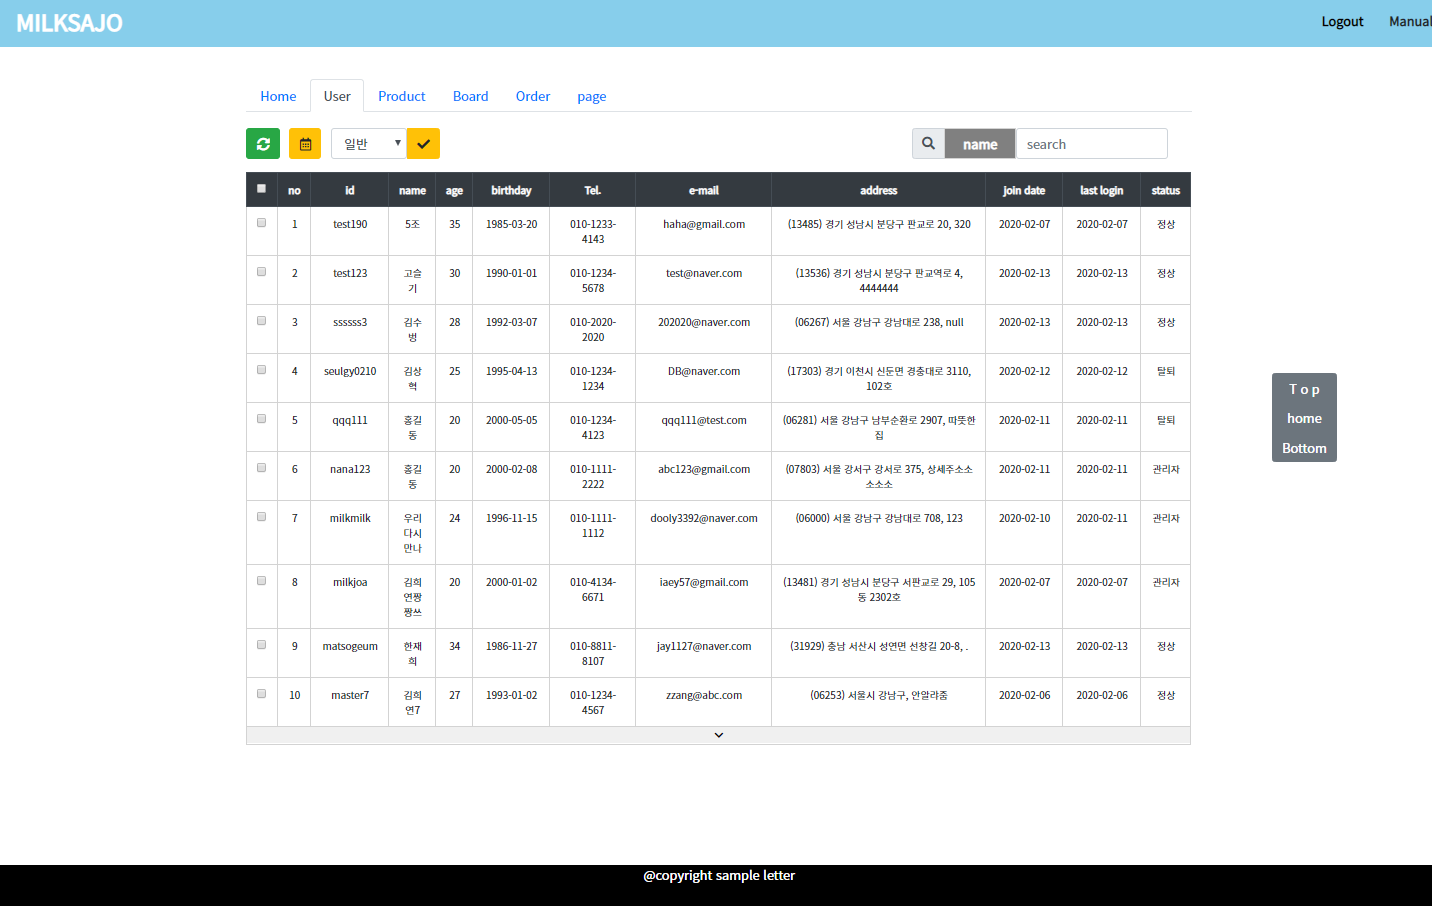 MILKSAJO Logout Manual
Home User Product Board Order page
일반 name search
no id name age birthday Tel. e-mail address join date last login status
1 test190 5조 35 1985-03-20 010-1233-4143 haha@gmail.com (13485) 경기 성남시 분당구 판교로 20, 320 2020-02-07 2020-02-07 정상
2 test123 고슬기 30 1990-01-01 010-1234-5678 test@naver.com (13536) 경기 성남시 분당구 판교역로 4, 4444444 2020-02-13 2020-02-13 정상
3 ssssss3 김수벙 28 1992-03-07 010-2020-2020 202020@naver.com (06267) 서울 강남구 강남대로 238, null 2020-02-13 2020-02-13 정상
4 seulgy0210 김상혁 25 1995-04-13 010-1234-1234 DB@naver.com (17303) 경기 이천시 신둔면 경충대로 3110, 102호 2020-02-12 2020-02-12 탈퇴
5 qqq111 홍길동 20 2000-05-05 010-1234-4123 qqq111@test.com (06281) 서울 강남구 남부순환로 2907, 따뜻한집 2020-02-11 2020-02-11 탈퇴
6 nana123 홍길동 20 2000-02-08 010-1111-2222 abc123@gmail.com (07803) 서울 강서구 강서로 375, 상세주소소소소소 2020-02-11 2020-02-11 관리자
7 milkmilk 우리다시만나 24 1996-11-15 010-1111-1112 dooly3392@naver.com (06000) 서울 강남구 강남대로 708, 123 2020-02-10 2020-02-11 관리자
8 milkjoa 김희연짱짱쓰 20 2000-01-02 010-4134-6671 iaey57@gmail.com (13481) 경기 성남시 분당구 서판교로 29, 105동 2302호 2020-02-07 2020-02-07 관리자
9 matsogeum 한재희 34 1986-11-27 010-8811-8107 jay1127@naver.com (31929) 충남 서산시 성연면 선창길 20-8, . 2020-02-13 2020-02-13 정상
10 master7 김희연7 27 1993-01-02 010-1234-4567 zzang@abc.com (06253) 서울시 강남구, 안알랴줌 2020-02-06 2020-02-06 정상
T o p
home
Bottom
@copyright sample letter